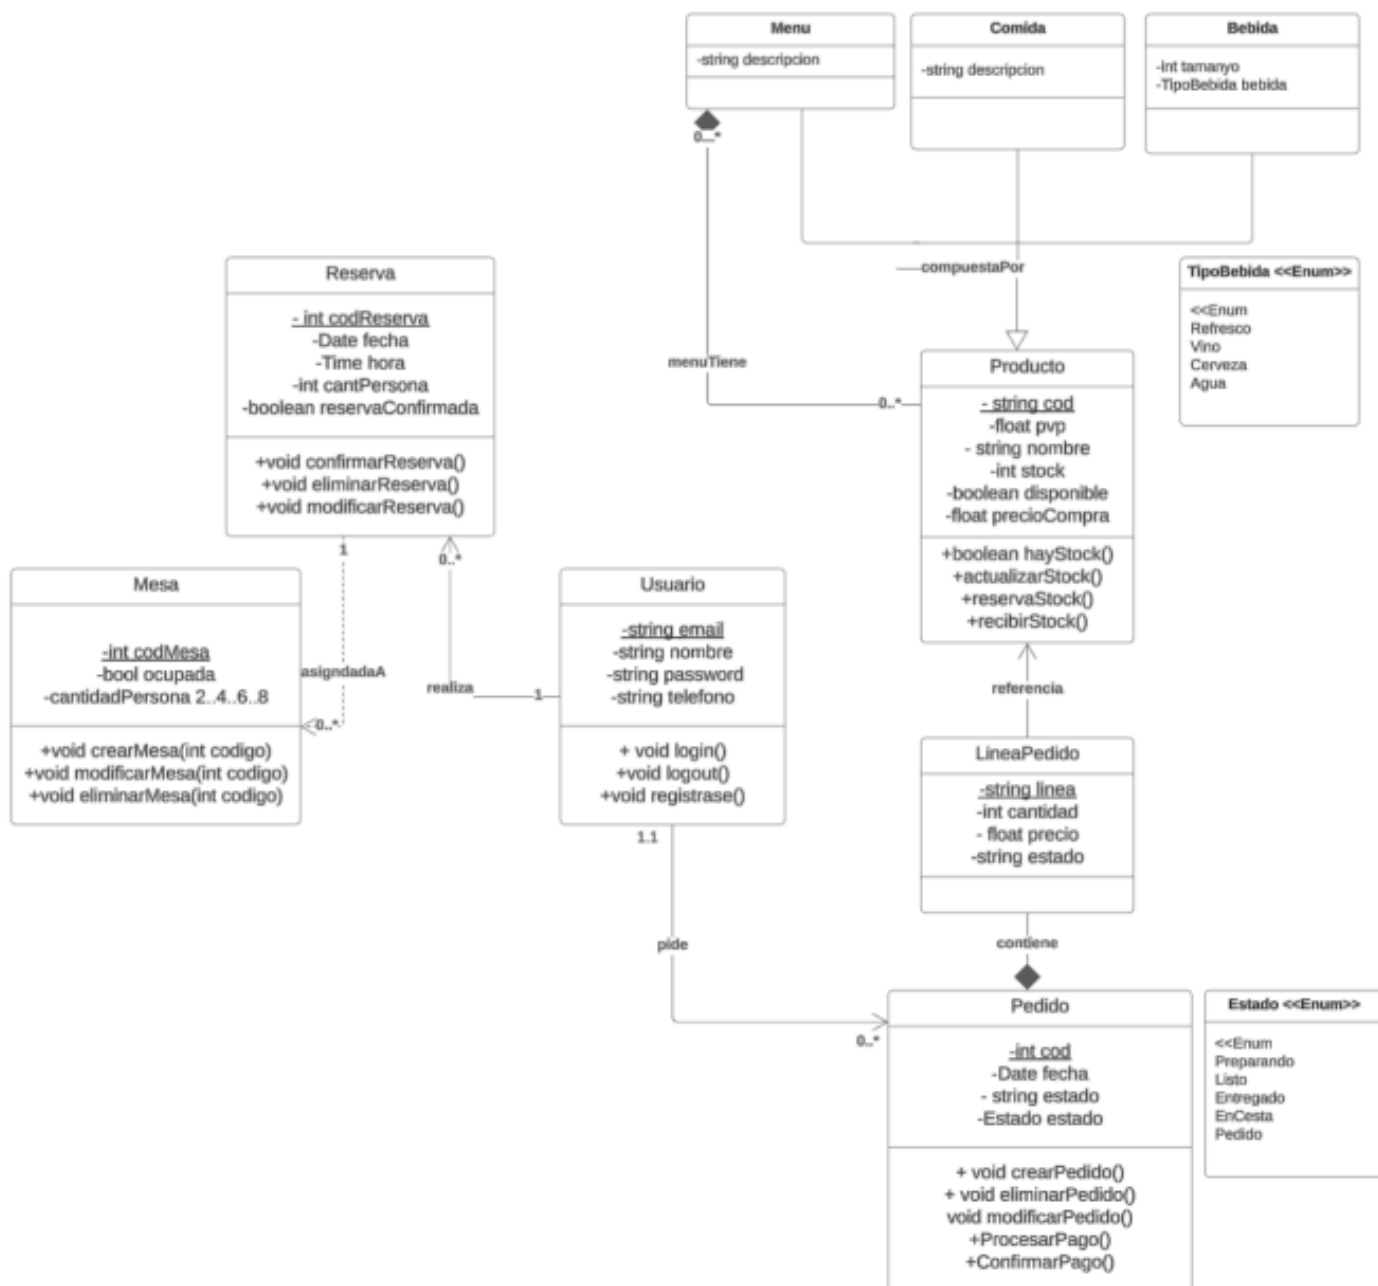 Menu
-string descripcion
Comida
-string descripcion
Bebida
-int tamanyo
-TipoBebida bebida
0...*
compuestaPor
menuTiene
0..*
TipoBebida <<Enum>>
<<Enum
Refresco
Vino
Cerveza
Agua
Reserva
- int codReserva
-Date fecha
-Time hora
-int cantPersona
-boolean reservaConfirmada
+void confirmarReserva()
+void eliminarReserva()
+void modificarReserva()
Producto
- string cod
-float pvp
- string nombre
-int stock
-boolean disponible
-float precioCompra
+boolean hayStock()
+actualizarStock()
+reservaStock()
+recibirStock()
1
0..*
Mesa
-int codMesa
-bool ocupada
-cantidadPersona 2..4..6..8
+void crearMesa(int codigo)
+void modificarMesa(int codigo)
+void eliminarMesa(int codigo)
asigndadaA
0..*
realiza
1
Usuario
-string email
-string nombre
-string password
-string telefono
+ void login()
+void logout()
+void registrase()
referencia
LineaPedido
-string linea
-int cantidad
- float precio
-string estado
1.1
pide
0..*
contiene
Pedido
-int cod
-Date fecha
- string estado
-Estado estado
+ void crearPedido()
+ void eliminarPedido()
void modificarPedido()
+ProcesarPago()
+ConfirmarPago()
Estado <<Enum>>
<<Enum
Preparando
Listo
Entregado
EnCesta
Pedido